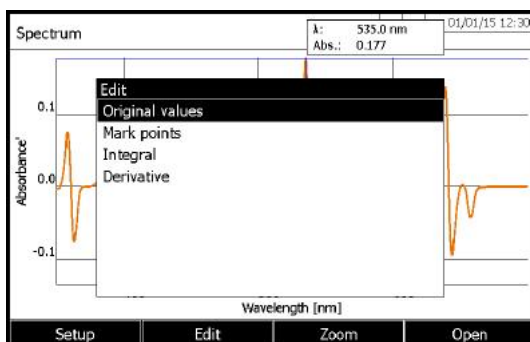 Spectrum
λ: 535.0 nm
Abs.: 0.177
01/01/15 12:30
Edit
Original values
Mark points
Integral
Derivative
Absorbance'
0.1
0.0
-0.1
Wavelength [nm]
Setup Edit Zoom Open